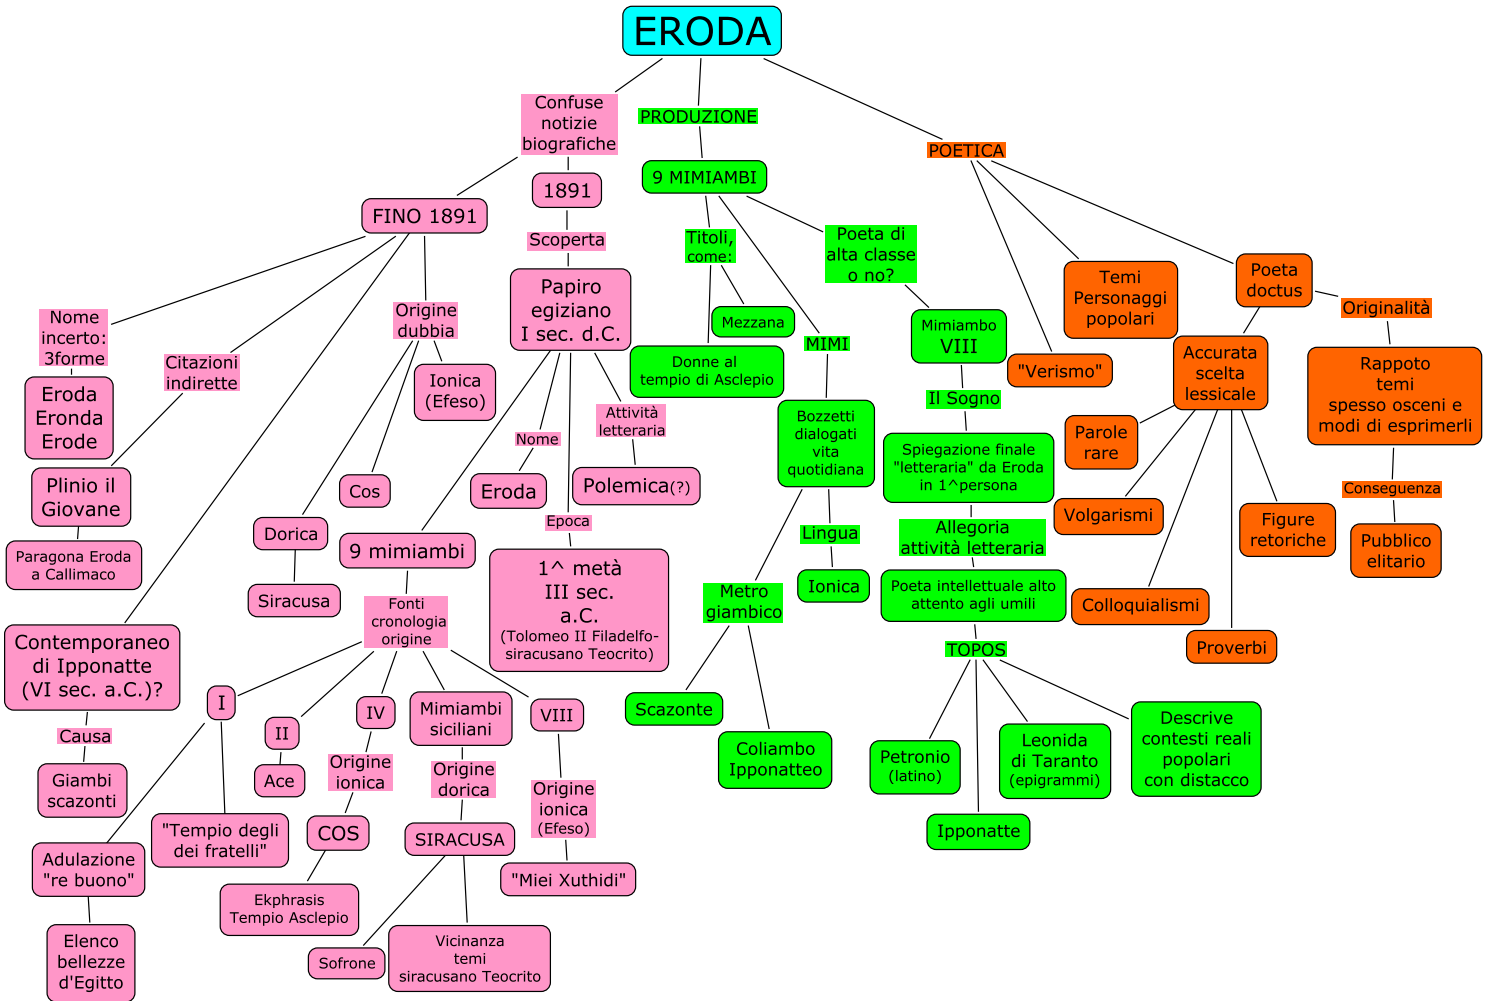 ERODA
Confuse
notizie
biografiche
FINO 1891
Nome
incerto:
3forme
Eroda
Eronda
Erode
Citazioni
indirette
Plinio il
Giovane
Paragona Eroda
a Callimaco
Contemporaneo
di Ipponatte
(VI sec. a.C.)?
Causa
Giambi
scazonti
Origine
dubbia
Dorica
Siracusa
Cos
Ionica
(Efeso)
1891
Scoperta
Papiro
egiziano
I sec. d.C.
9 mimiambi
Fonti
cronologia
origine
I
Adulazione
"re buono"
Elenco
bellezze
d'Egitto
"Tempio degli
dei fratelli"
II
Ace
IV
Origine
ionica
COS
Ekphrasis
Tempio Asclepio
Mimiambi
siciliani
Origine
dorica
SIRACUSA
Sofrone
Vicinanza
temi
siracusano Teocrito
VIII
Origine
ionica
(Efeso)
"Miei Xuthidi"
Nome
Eroda
Epoca
1^ metà
III sec.
a.C.
(Tolomeo II Filadelfo-
siracusano Teocrito)
Attività
letteraria
Polemica(?)
PRODUZIONE
9 MIMIAMBI
Titoli,
come:
Donne al
tempio di Asclepio
Mezzana
MIMI
Bozzetti
dialogati
vita
quotidiana
Metro
giambico
Scazonte
Coliambo
Ipponatteo
Lingua
Ionica
Poeta di
alta classe
o no?
Mimiambo
VIII
Il Sogno
Spiegazione finale
"letteraria" da Eroda
in 1^persona
Allegoria
attività letteraria
Poeta intellettuale alto
attento agli umili
TOPOS
Petronio
(latino)
Ipponatte
Leonida
di Taranto
(epigrammi)
Descrive
contesti reali
popolari
con distacco
POETICA
"Verismo"
Temi
Personaggi
popolari
Poeta
doctus
Accurata
scelta
lessicale
Parole
rare
Volgarismi
Colloquialismi
Proverbi
Figure
retoriche
Originalità
Rappoto
temi
spesso osceni e
modi di esprimerli
Conseguenza
Pubblico
elitario